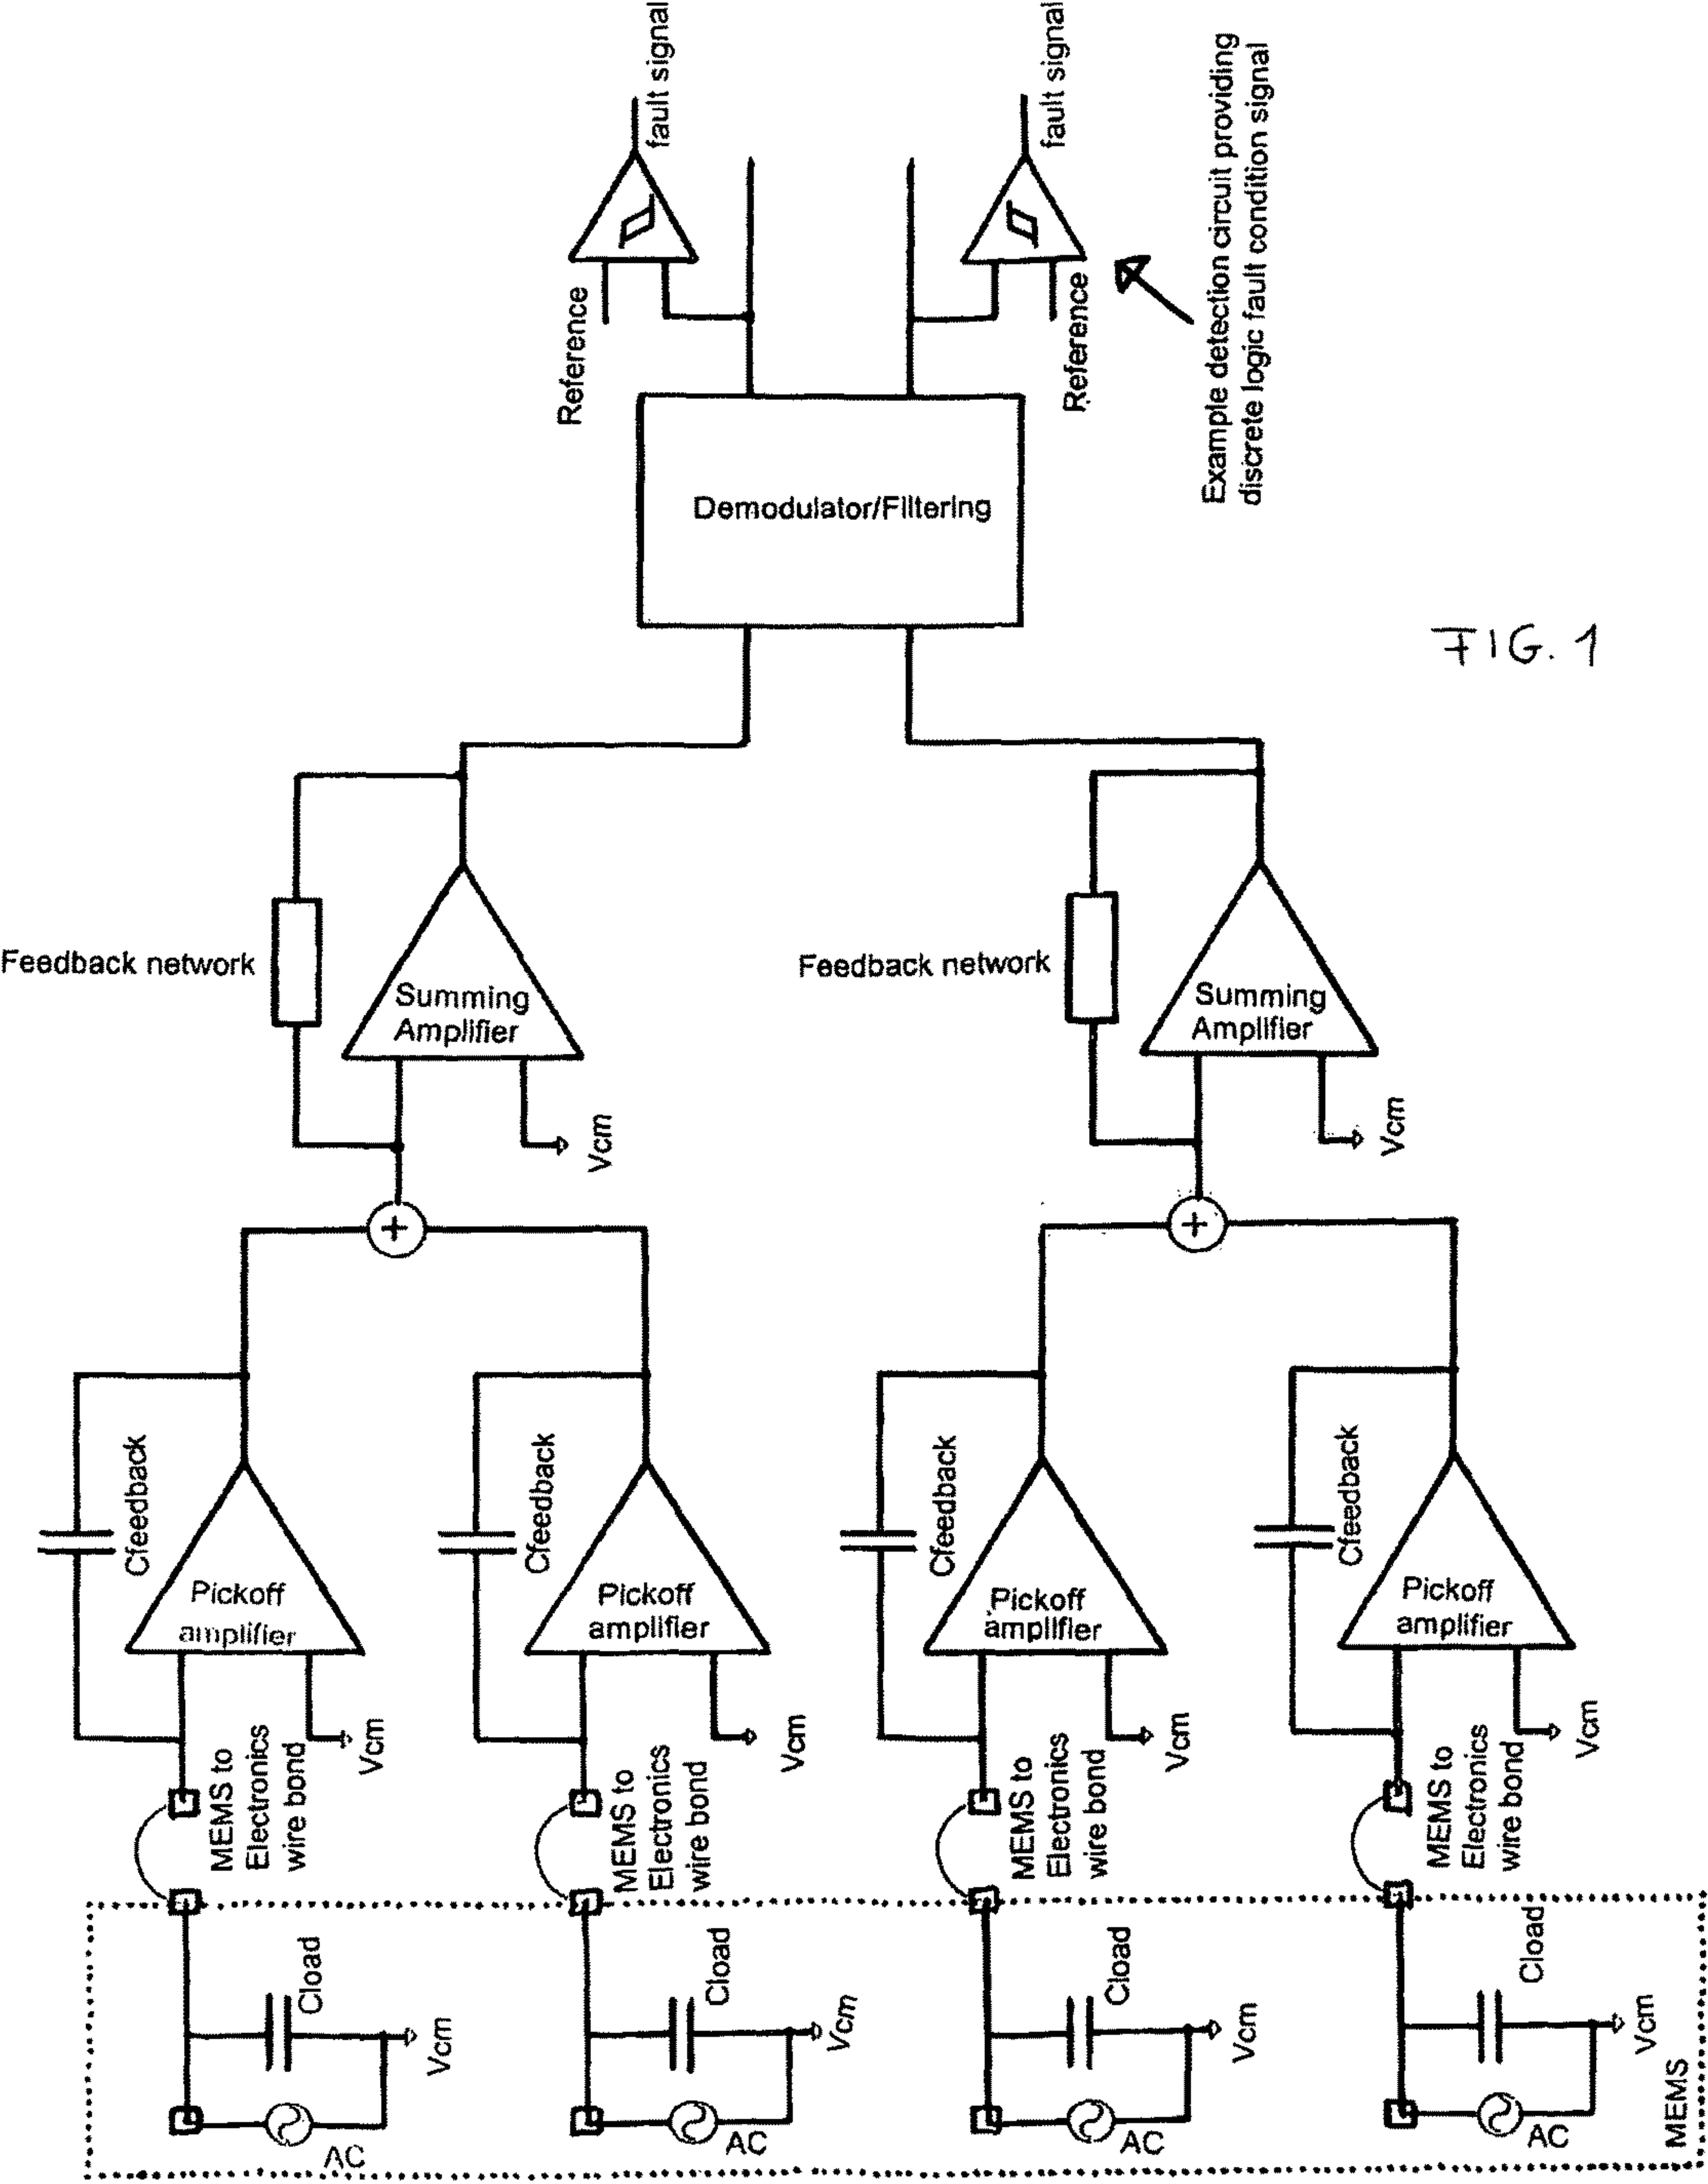 fault signal
fault signal
Reference
Reference
Example detection circuit providing
discrete logic fault condition signal
Demodulator/Filtering
FIG. 1
Feedback network
Summing
Amplifier
Vcm
Feedback network
Summing
Amplifier
Vcm
Cfeedback
Pickoff
amplifier
Vcm
Cfeedback
Pickoff
amplifier
Vcm
Cfeedback
Pickoff
amplifier
Vcm
Cfeedback
Pickoff
amplifier
Vcm
MEMS to
Electronics
wire bond
MEMS to
Electronics
wire bond
MEMS to
Electronics
wire bond
MEMS to
Electronics
wire bond
Cload
Vcm
AC
Cload
Vcm
AC
Cload
Vcm
AC
Cload
Vcm
AC
MEMS